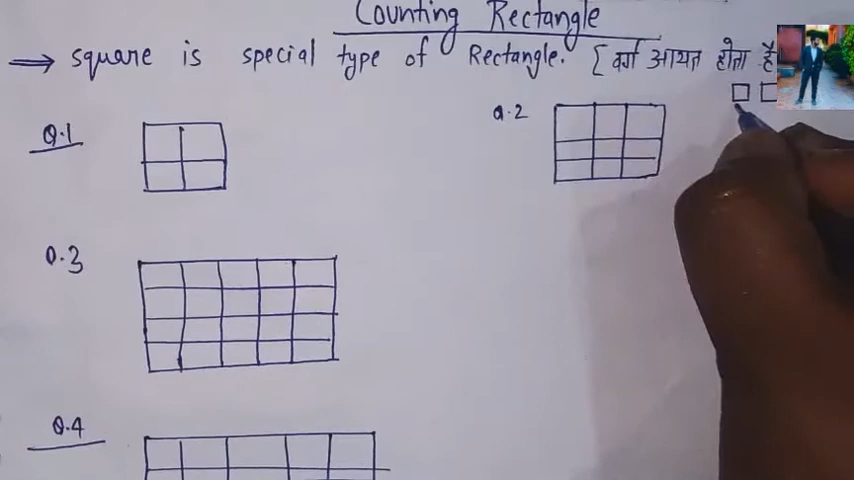 Counting Rectangle
⇒ square is special type of Rectangle. [ वर्ग आयत होता है
Q.1
Q.2
Q.3
Q.4